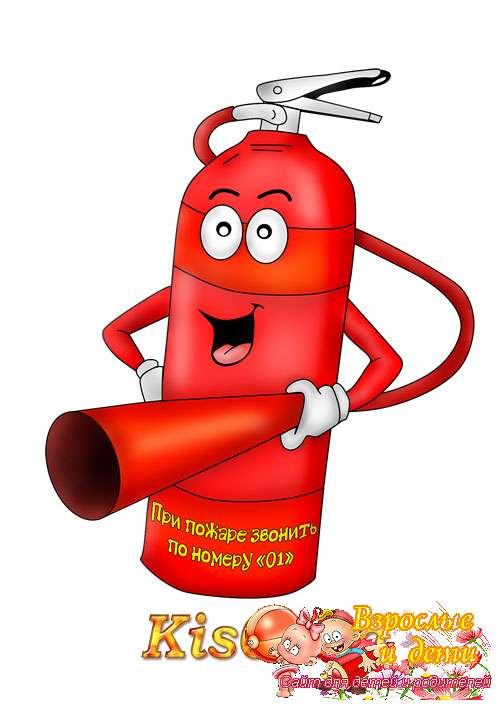 При пожаре звонить
по номеру «01»
Kis
Взрослые
и дети
Сайт для детей и родителей